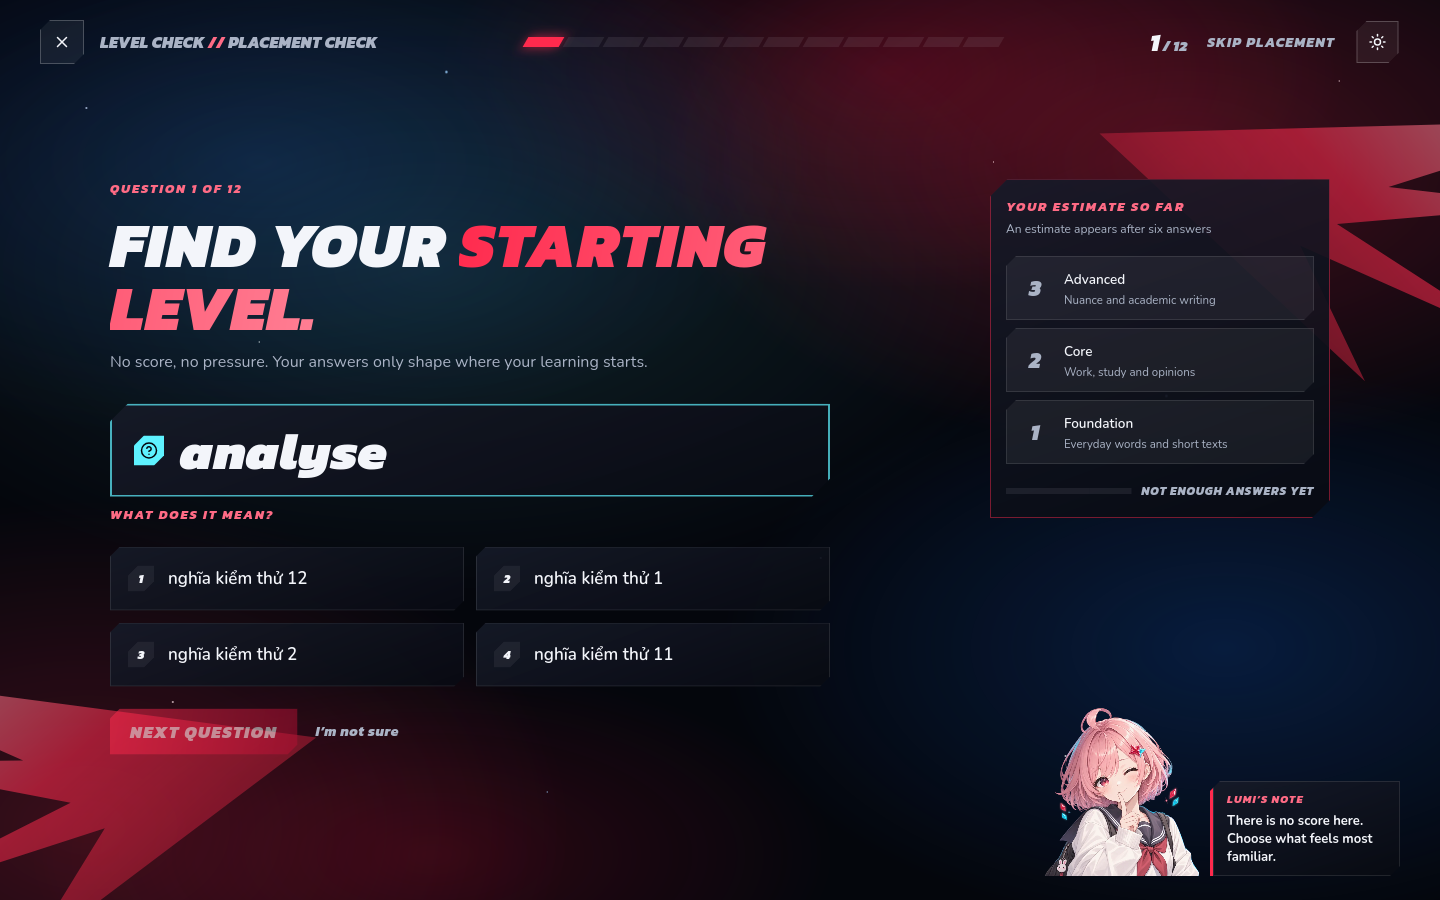 LEVEL CHECK // PLACEMENT CHECK
1 / 12
SKIP PLACEMENT
QUESTION 1 OF 12
FIND YOUR STARTING
LEVEL.
No score, no pressure. Your answers only shape where your learning starts.
analyse
WHAT DOES IT MEAN?
1 nghĩa kiểm thử 12
2 nghĩa kiểm thử 1
3 nghĩa kiểm thử 2
4 nghĩa kiểm thử 11
NEXT QUESTION
I'm not sure
YOUR ESTIMATE SO FAR
An estimate appears after six answers
3 Advanced
Nuance and academic writing
2 Core
Work, study and opinions
1 Foundation
Everyday words and short texts
NOT ENOUGH ANSWERS YET
LUMI'S NOTE
There is no score here.
Choose what feels most
familiar.